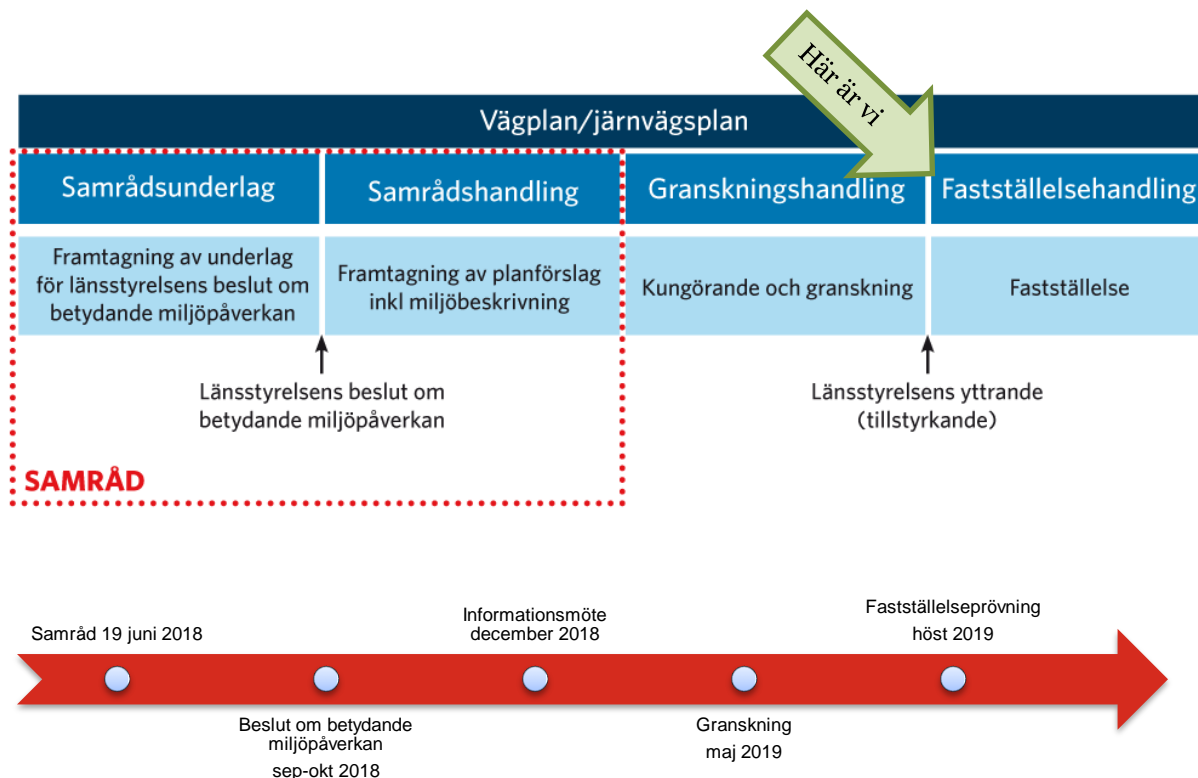 Här är vi
Vägplan/järnvägsplan
Samrådsunderlag
Samrådshandling
Granskningshandling
Fastställelsehandling
Framtagning av underlag
för länsstyrelsens beslut om
betydande miljöpåverkan
Framtagning av planförslag
inkl miljöbeskrivning
Kungörande och granskning
Fastställelse
Länsstyrelsens beslut om
betydande miljöpåverkan
Länsstyrelsens yttrande
(tillstyrkande)
SAMRÅD
Samråd 19 juni 2018
Informationsmöte
december 2018
Fastställelseprövning
höst 2019
Beslut om betydande
miljöpåverkan
sep-okt 2018
Granskning
maj 2019